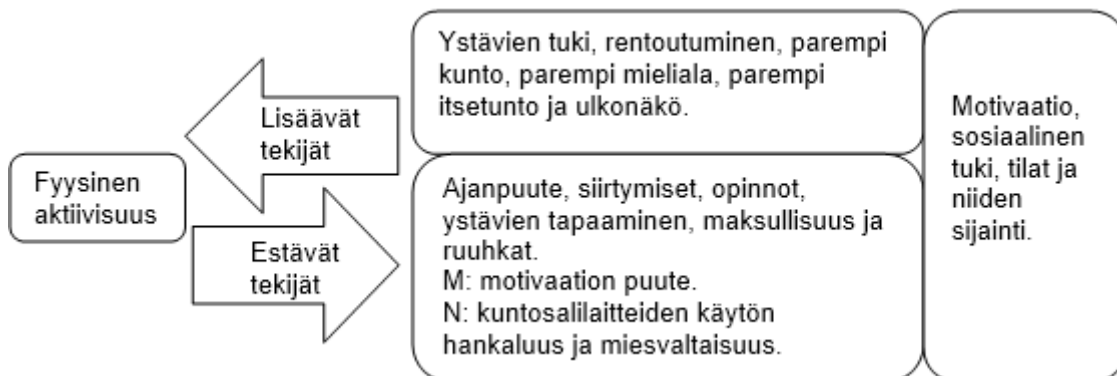 Ystävien tuki, rentoutuminen, parempi
kunto, parempi mieliala, parempi
itsetunto ja ulkonäkö.
Motivaatio,
sosiaalinen
tuki, tilat ja
niiden
sijainti.
Lisäävät
tekijät
Fyysinen
aktiivisuus
Ajanpuute, siirtymiset, opinnot,
ystävien tapaaminen, maksullisuus ja
ruuhkat.
M: motivaation puute.
N: kuntosalilaitteiden käytön
hankaluus ja miesvaltaisuus.
Estävät
tekijät